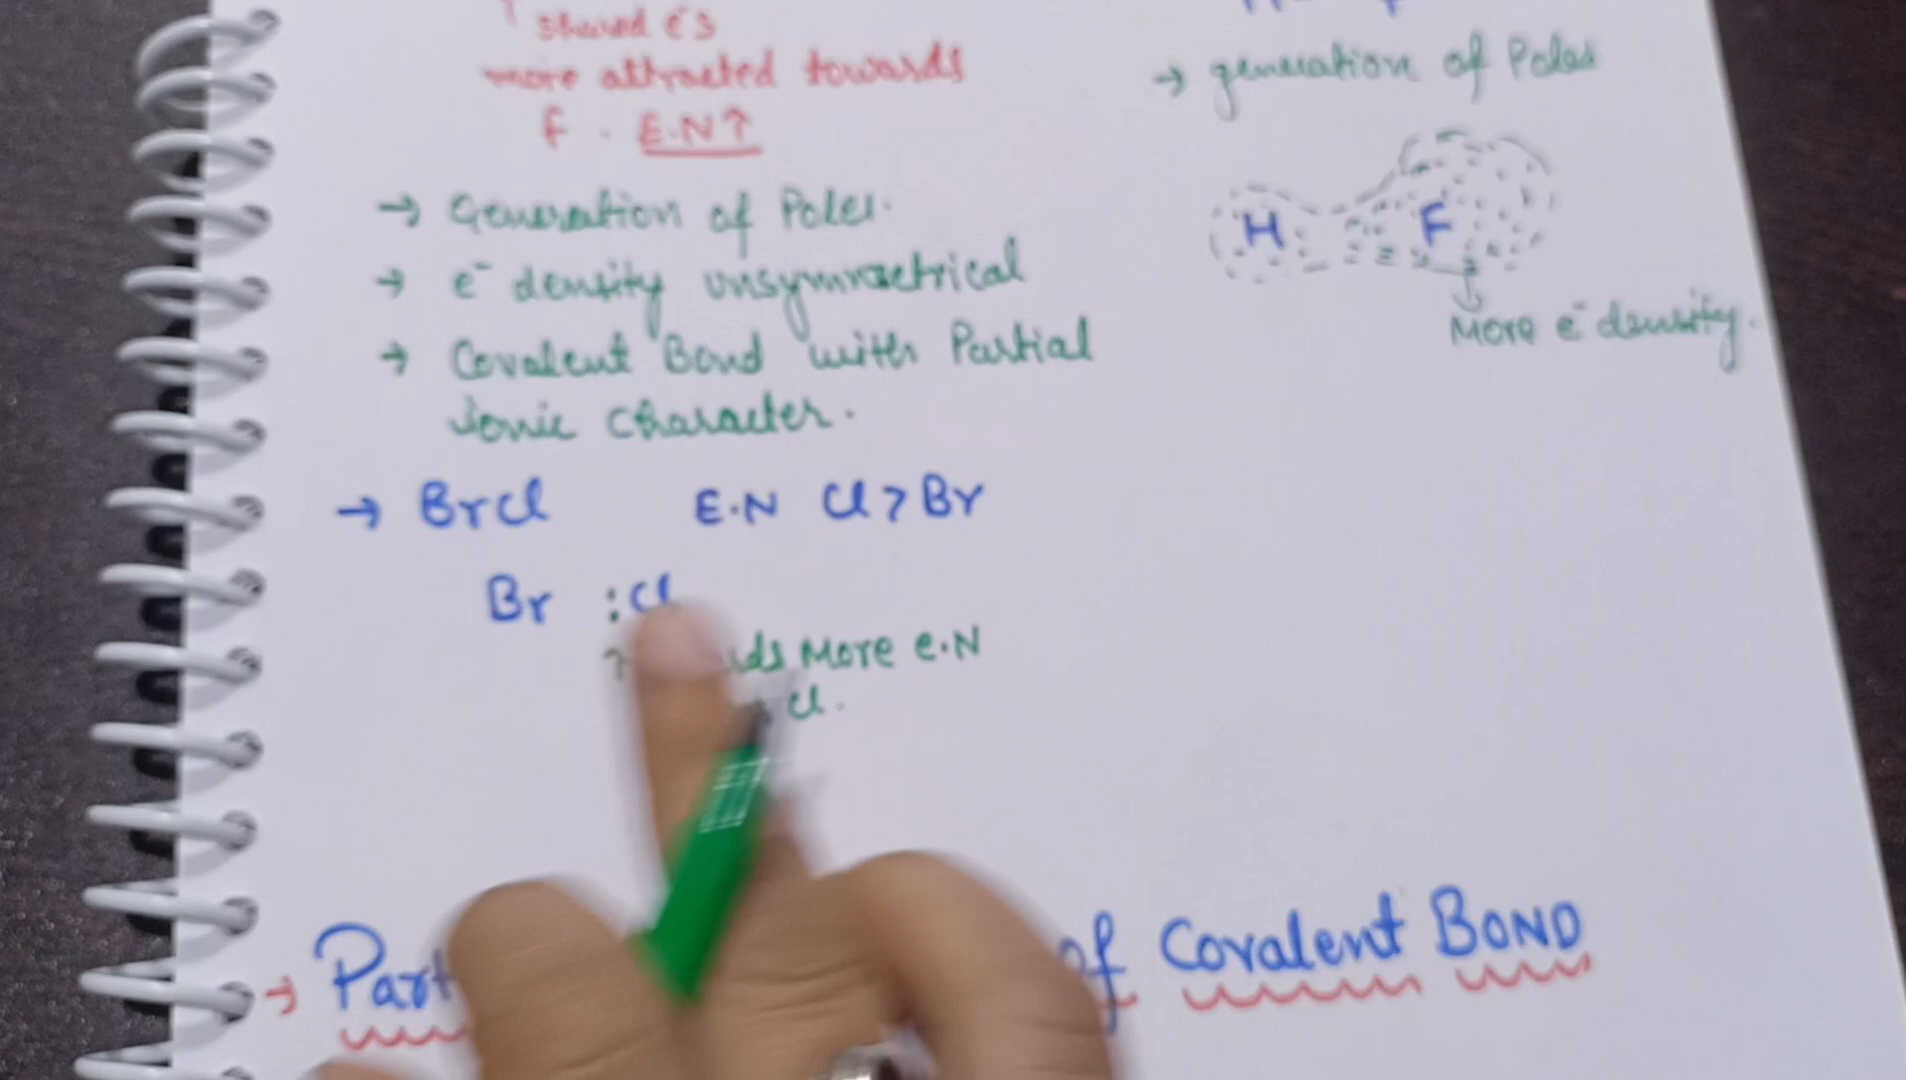 shared e⁻s
more attracted towards
F . E.N↑
→ Generation of Poles.
→ e⁻ density unsymmetrical
→ Covalent Bond with Partial
ionic character.
→ generation of Poles
H F
More e⁻ density.
→ BrCl E.N Cl > Br
Br :Cl
More e.N
Cl.
→ of Covalent BOND